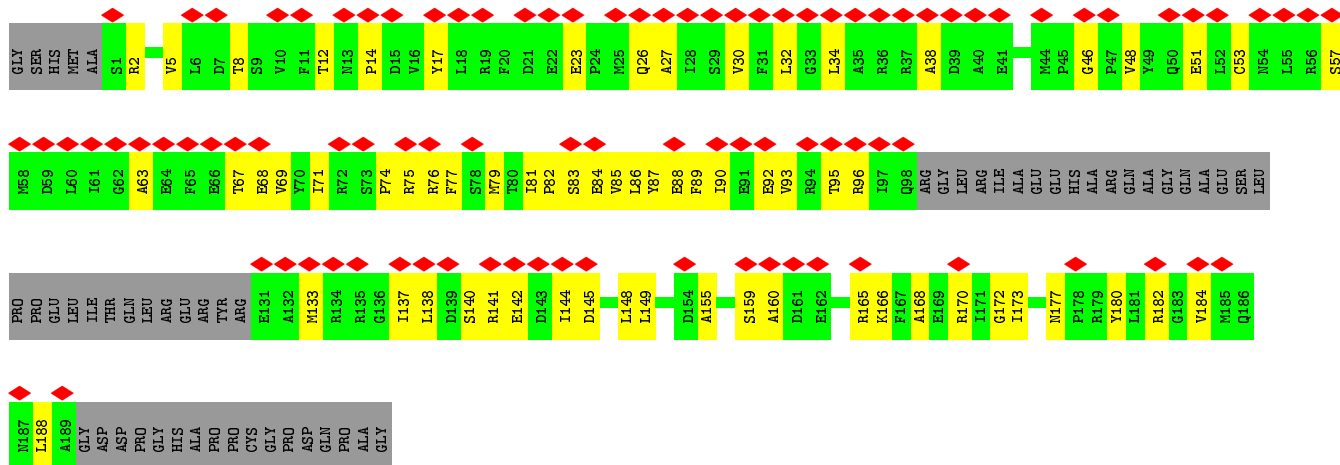 GLY SER HIS MET ALA S1 R2 V5 L6 D7 T8 S9 V10 F11 T12 N13 P14 D15 V16 Y17 L18 R19 F20 D21 E22 E23 P24 M25 Q26 A27 I28 S29 V30 F31 L32 G33 L34 A35 R36 R37 A38 D39 A40 E41 M44 P45 G46 P47 V48 Y49 Q50 E51 L52 C53 N54 L55 R56 S57
M58 D59 L60 I61 G62 A63 E64 F65 E66 T67 E68 V69 Y70 I71 R72 S73 P74 R75 R76 F77 S78 M79 T80 I81 P82 S83 E84 V85 L86 Y87 E88 F89 I90 E91 E92 V93 R94 T95 R96 I97 Q98 ARG GLY LEU ARG ILE ALA GLU GLU HIS ALA ARG GLN ALA GLY GLN ALA GLU SER LEU
PRO PRO GLU LEU ILE THR GLN LEU ARG GLU ARG TYR ARG E131 A132 M133 R134 R135 G136 I137 L138 D139 S140 R141 E142 D143 I144 D145 L148 L149 D154 A155 S159 A160 D161 E162 R165 K166 F167 A168 E169 R170 I171 G172 I173 N177 P178 R179 Y180 L181 R182 G183 V184 M185 Q186
N187 L188 A189 GLY ASP ASP PRO GLY HIS ALA PRO PRO CYS GLY PRO ASP GLN PRO ALA GLY